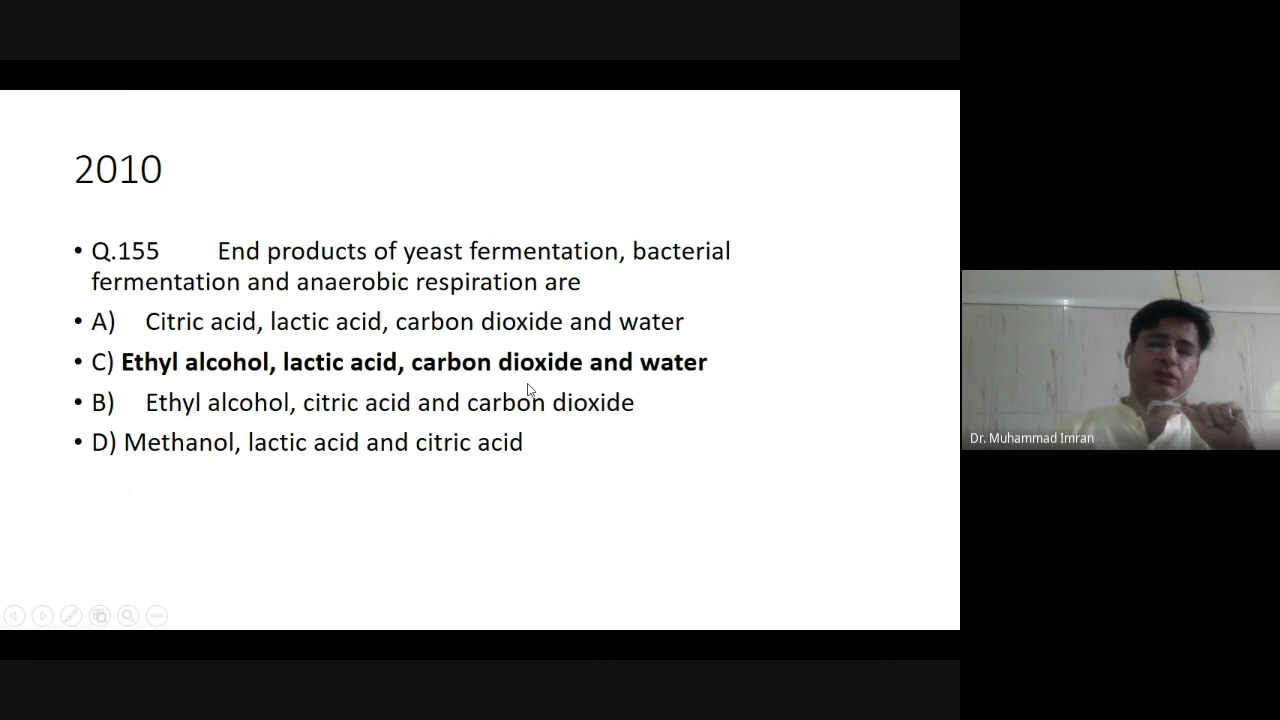 2010
• Q.155 End products of yeast fermentation, bacterial
fermentation and anaerobic respiration are
• A) Citric acid, lactic acid, carbon dioxide and water
• C) Ethyl alcohol, lactic acid, carbon dioxide and water
• B) Ethyl alcohol, citric acid and carbon dioxide
• D) Methanol, lactic acid and citric acid
Dr. Muhammad Imran